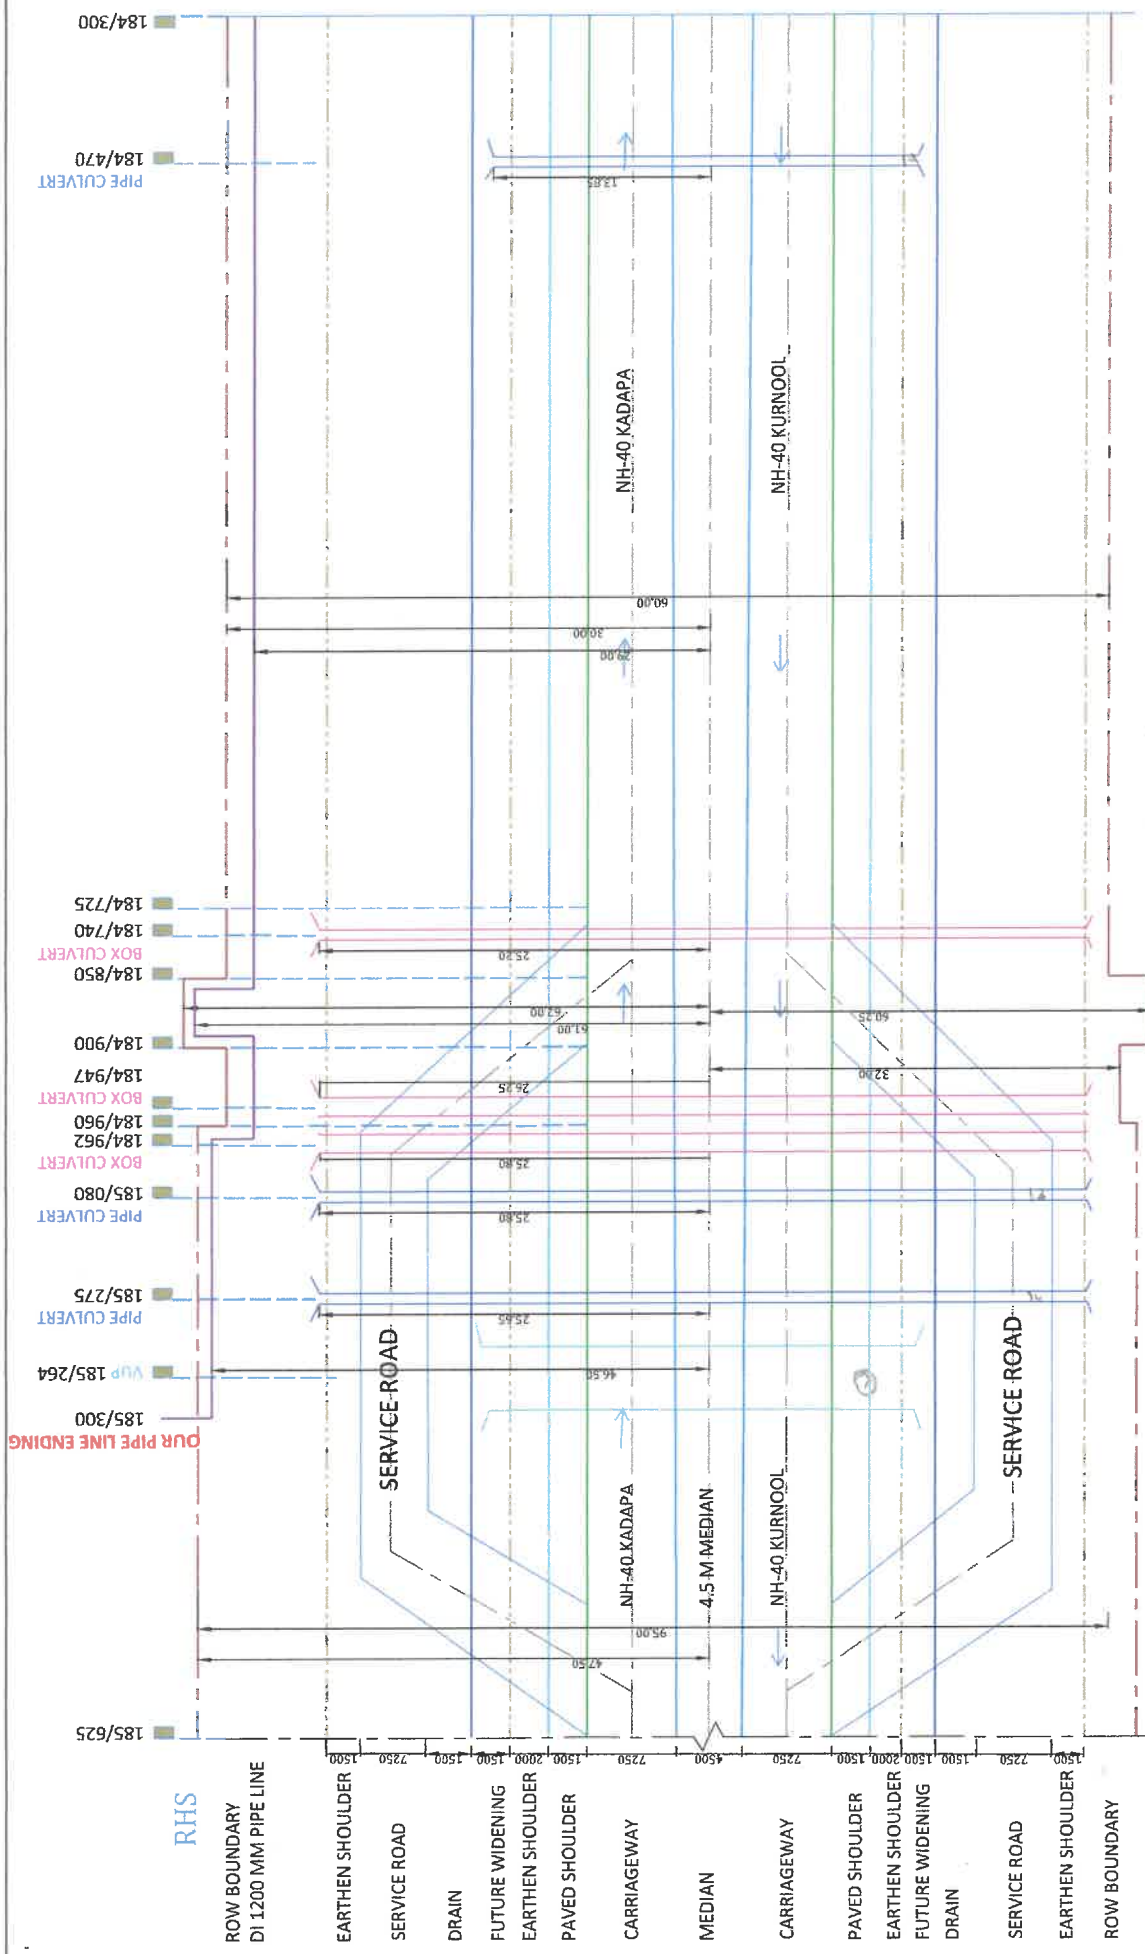 184/300
184/470
PIPE CULVERT
13.85
NH-40 KADAPA
NH-40 KURNOOL
60.00
30.00
29.00
184/725
184/740
BOX CULVERT
25.20
184/850
62.00
61.00
60.25
184/900
32.00
184/947
BOX CULVERT
26.25
184/960
184/962
BOX CULVERT
25.80
185/080
PIPE CULVERT
25.80
185/275
PIPE CULVERT
25.65
VUP 185/264
46.50
185/300
OUR PIPE LINE ENDING
SERVICE ROAD
SERVICE ROAD
NH-40 KADAPA
4.5 M MEDIAN
NH-40 KURNOOL
95.00
47.50
185/625
1500
7250
1500
1500
2000
1500
7250
4500
7250
1500
2000
1500
1500
7250
1500
RHS
ROW BOUNDARY
DI 1200 MM PIPE LINE
EARTHEN SHOULDER
SERVICE ROAD
DRAIN
FUTURE WIDENING
EARTHEN SHOULDER
PAVED SHOULDER
CARRIAGEWAY
MEDIAN
CARRIAGEWAY
PAVED SHOULDER
EARTHEN SHOULDER
FUTURE WIDENING
DRAIN
SERVICE ROAD
EARTHEN SHOULDER
ROW BOUNDARY